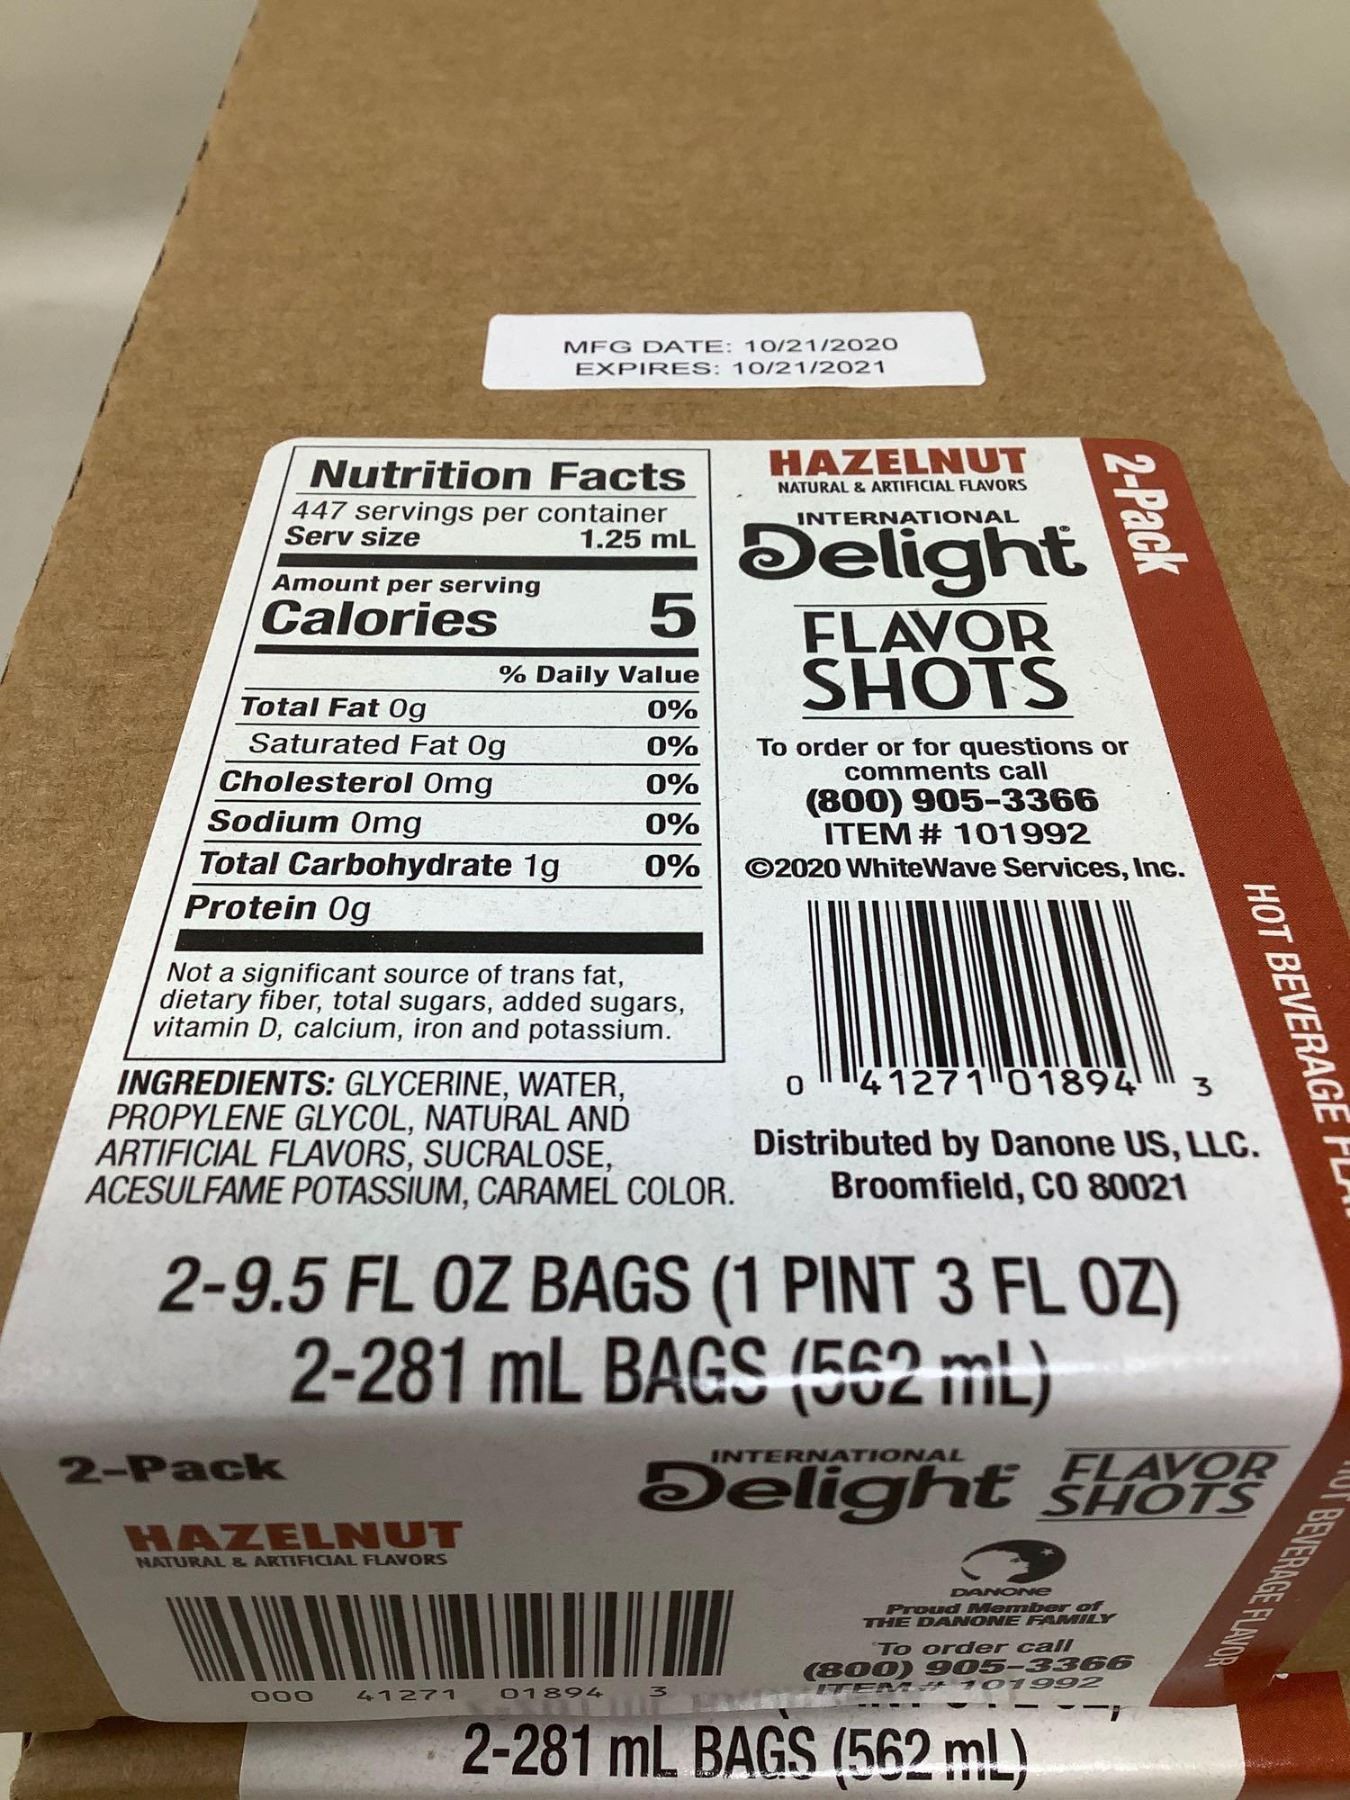 MFG DATE: 10/21/2020
EXPIRES: 10/21/2021
Nutrition Facts
447 servings per container
Serv size 1.25 mL
Amount per serving
Calories 5
% Daily Value
Total Fat 0g 0%
Saturated Fat 0g 0%
Cholesterol 0mg 0%
Sodium 0mg 0%
Total Carbohydrate 1g 0%
Protein 0g
Not a significant source of trans fat,
dietary fiber, total sugars, added sugars,
vitamin D, calcium, iron and potassium.
INGREDIENTS: GLYCERINE, WATER,
PROPYLENE GLYCOL, NATURAL AND
ARTIFICIAL FLAVORS, SUCRALOSE,
ACESULFAME POTASSIUM, CARAMEL COLOR.
HAZELNUT
NATURAL & ARTIFICIAL FLAVORS
INTERNATIONAL
Delight®
FLAVOR
SHOTS
To order or for questions or
comments call
(800) 905-3366
ITEM # 101992
©2020 WhiteWave Services, Inc.
0 41271 01894 3
Distributed by Danone US, LLC.
Broomfield, CO 80021
2-Pack
HOT BEVERAGE
2-9.5 FL OZ BAGS (1 PINT 3 FL OZ)
2-281 mL BAGS (562 mL)
2-Pack
HAZELNUT
NATURAL & ARTIFICIAL FLAVORS
000 41271 01894 3
INTERNATIONAL
Delight®
FLAVOR
SHOTS
DANONE
Proud Member of
THE DANONE FAMILY
To order call
(800) 905-3366
ITEM # 101992
HOT BEVERAGE FLAVOR
2-281 mL BAGS (562 mL)